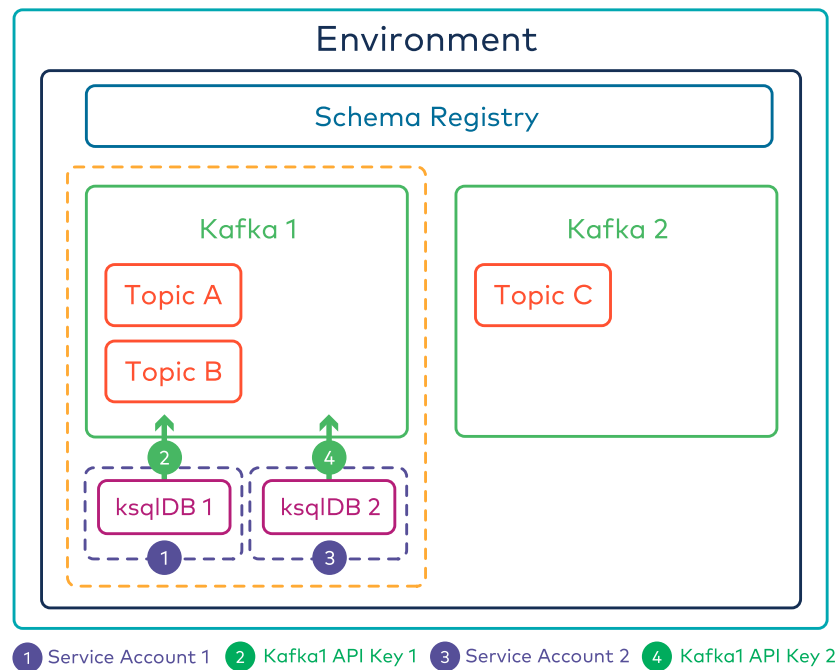 Environment
Schema Registry
Kafka 1
Kafka 2
Topic A
Topic C
Topic B
2
4
ksqlDB 1
ksqlDB 2
1
3
1 Service Account 1 2 Kafka1 API Key 1 3 Service Account 2 4 Kafka1 API Key 2